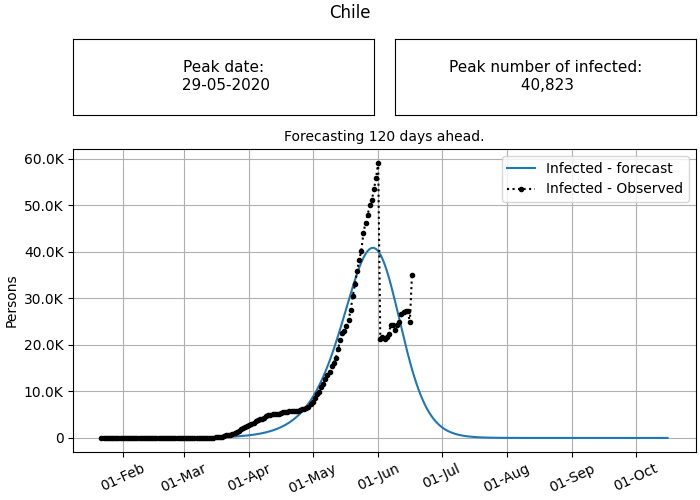 Chile
Peak date:
29-05-2020
Peak number of infected:
40,823
Forecasting 120 days ahead.
60.0K
50.0K
40.0K
30.0K
20.0K
10.0K
0
Persons
Infected - forecast
Infected - Observed
01-Feb
01-Mar
01-Apr
01-May
01-Jun
01-Jul
01-Aug
01-Sep
01-Oct